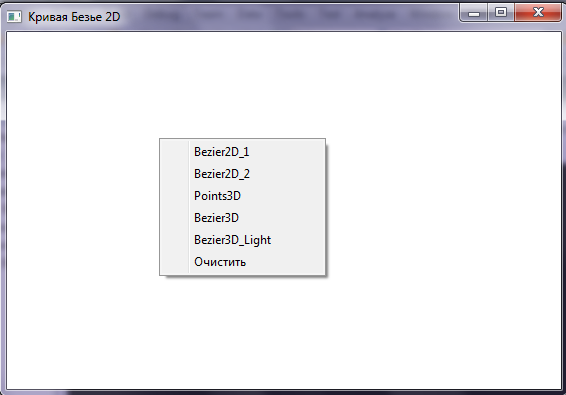 Кривая Безье 2D
Bezier2D_1
Bezier2D_2
Points3D
Bezier3D
Bezier3D_Light
Очистить